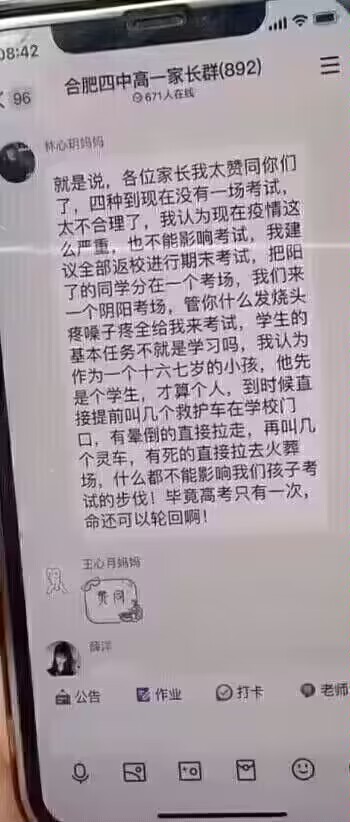 08:42
96
合肥四中高一家长群(892)
671人在线
林心玥妈妈
就是说，各位家长我太赞同你们
了，四种到现在没有一场考试，
太不合理了，我认为现在疫情这
么严重，也不能影响考试，我建
议全部返校进行期末考试，把阳
了的同学分在一个考场，我们来
一个阴阳考场，管你什么发烧头
疼嗓子疼全给我来考试，学生的
基本任务不就是学习吗，我认为
作为一个十六七岁的小孩，他先
是个学生，才算个人，到时候直
接提前叫几个救护车在学校门
口，有晕倒的直接拉走，再叫几
个灵车，有死的直接拉去火葬
场，什么都不能影响我们孩子考
试的步伐！毕竟高考只有一次，
命还可以轮回啊！
王心月妈妈
赞同
薛洋
公告 作业 打卡 老师